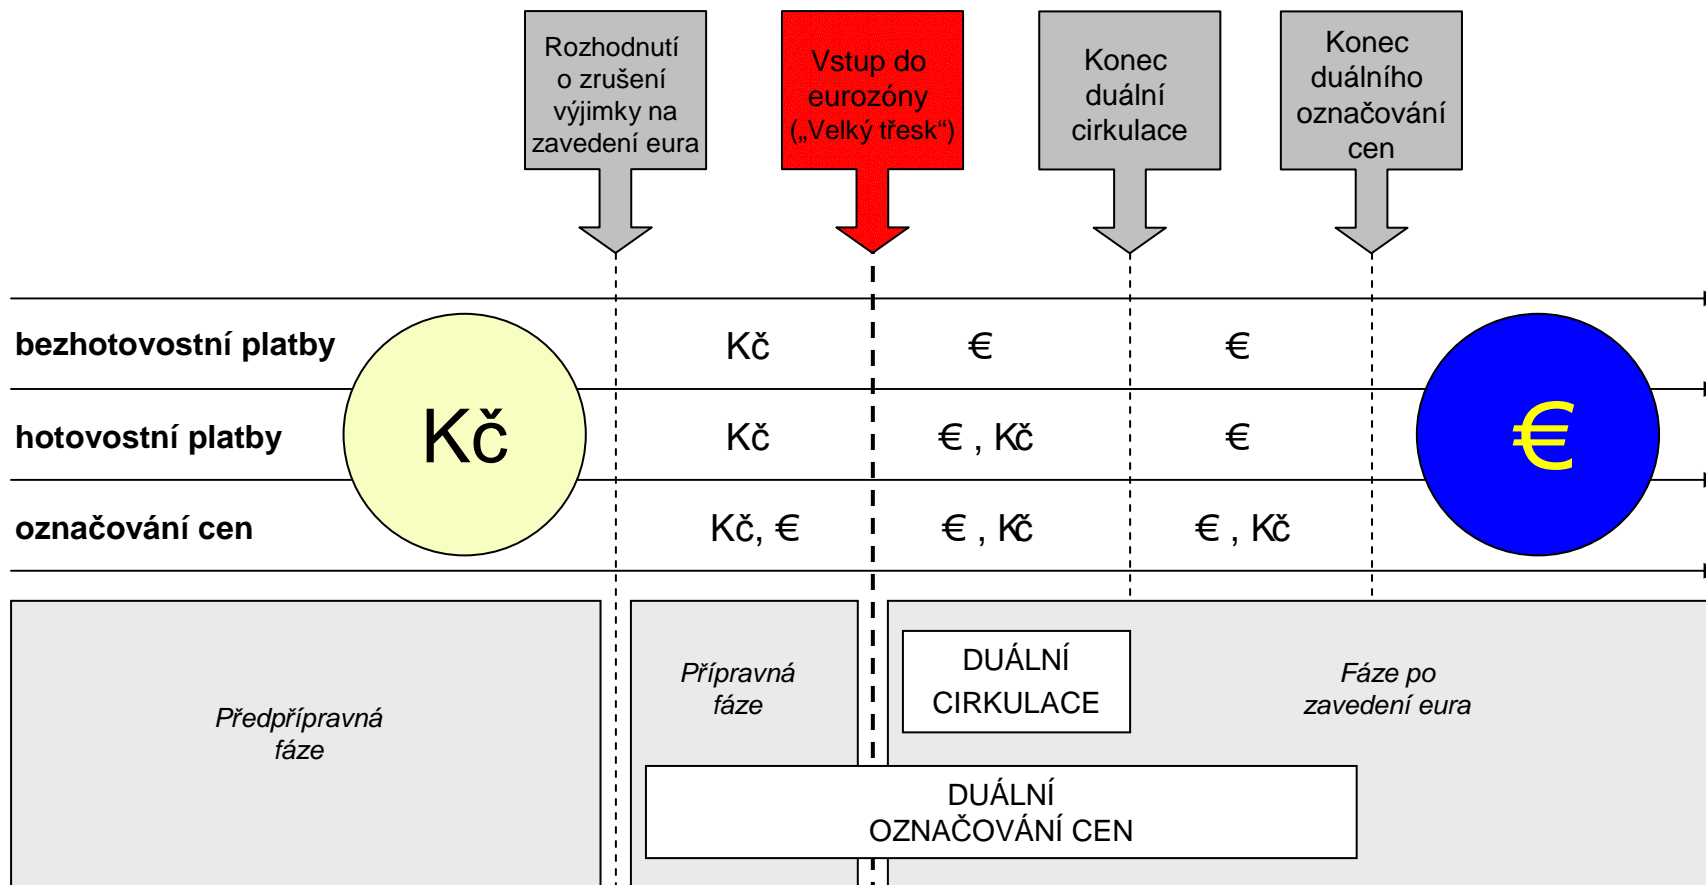 Rozhodnutí
o zrušení
výjimky na
zavedení eura
Vstup do
eurozóny
(„Velký třesk“)
Konec
duální
cirkulace
Konec
duálního
označování
cen
bezhotovostní platby
Kč
€
€
hotovostní platby
Kč
Kč
€ , Kč
€
€
označování cen
Kč, €
€ , Kč
€ , Kč
Předpřípravná
fáze
Přípravná
fáze
DUÁLNÍ
CIRKULACE
Fáze po
zavedení eura
DUÁLNÍ
OZNAČOVÁNÍ CEN